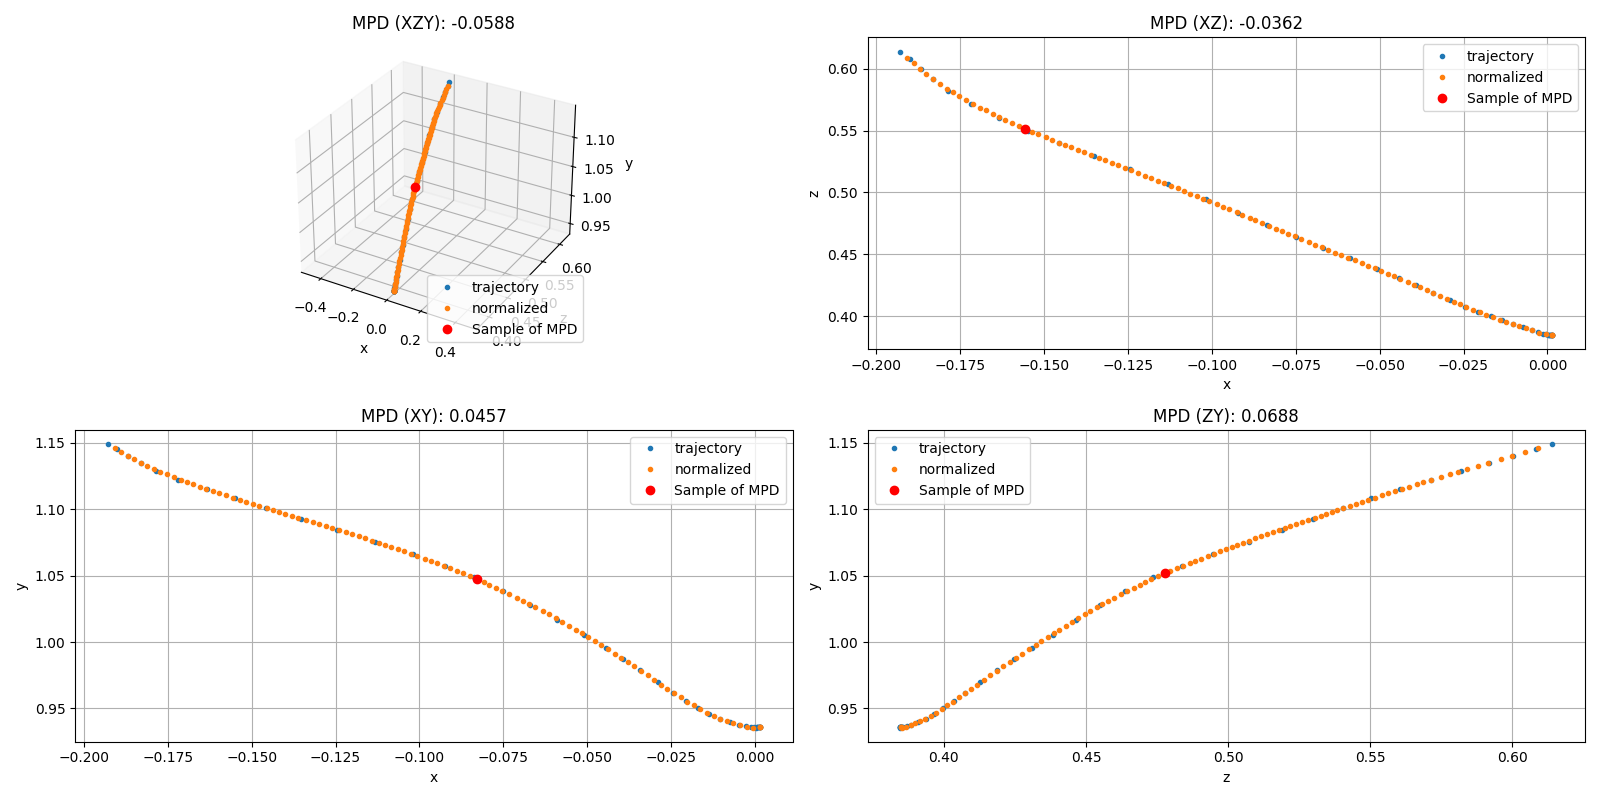 MPD (XZY): -0.0588
1.10
1.05
1.00
0.95
y
0.60
0.55
0.50
0.45
0.40
z
−0.4
−0.2
0.0
0.2
0.4
x
trajectory
normalized
Sample of MPD
MPD (XZ): -0.0362
0.60
0.55
0.50
0.45
0.40
z
trajectory
normalized
Sample of MPD
−0.200 −0.175 −0.150 −0.125 −0.100 −0.075 −0.050 −0.025 0.000
x
MPD (XY): 0.0457
1.15
1.10
1.05
1.00
0.95
y
trajectory
normalized
Sample of MPD
−0.200 −0.175 −0.150 −0.125 −0.100 −0.075 −0.050 −0.025 0.000
x
MPD (ZY): 0.0688
1.15
1.10
1.05
1.00
0.95
y
trajectory
normalized
Sample of MPD
0.40 0.45 0.50 0.55 0.60
z